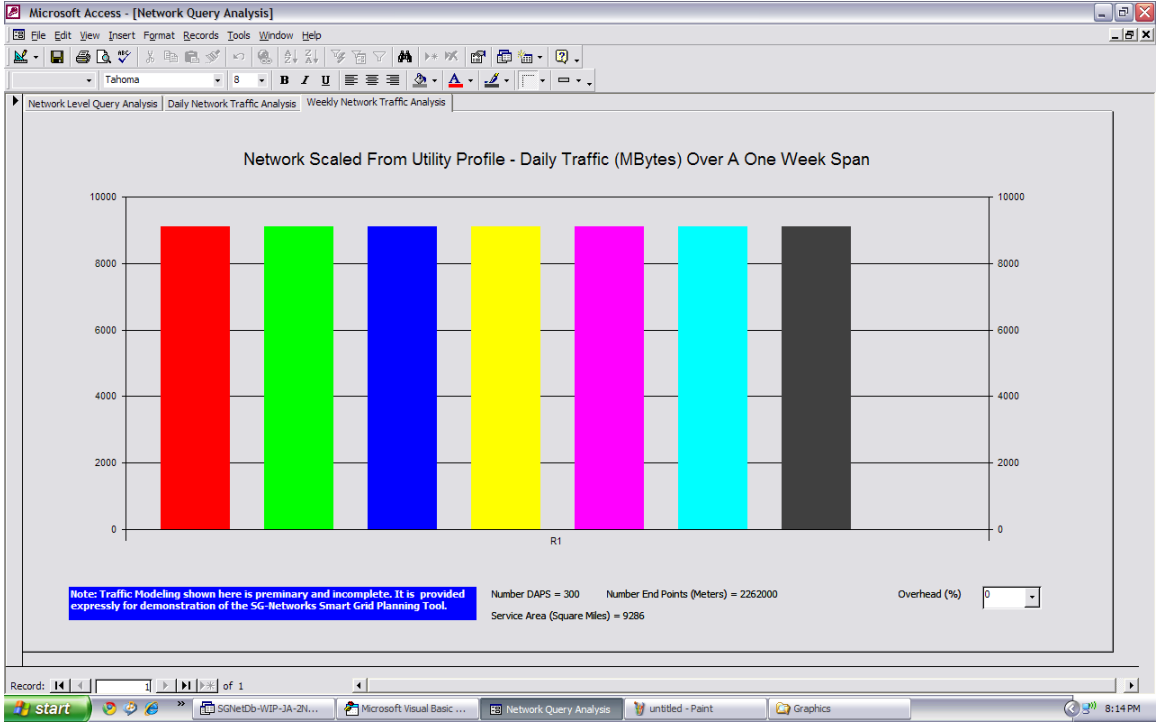 Microsoft Access - [Network Query Analysis]
File Edit View Insert Format Records Tools Window Help
Tahoma 8 B I U
Network Level Query Analysis Daily Network Traffic Analysis Weekly Network Traffic Analysis
Network Scaled From Utility Profile - Daily Traffic (MBytes) Over A One Week Span
10000 10000
8000 8000
6000 6000
4000 4000
2000 2000
0 0
R1
Note: Traffic Modeling shown here is preminary and incomplete. It is provided
expressly for demonstration of the SG-Networks Smart Grid Planning Tool.
Number DAPS = 300 Number End Points (Meters) = 2262000
Service Area (Square Miles) = 9286
Overhead (%) 0
Record: 1 of 1
start SGNetDb-WIP-JA-2N... Microsoft Visual Basic ... Network Query Analysis untitled - Paint Graphics 8:14 PM